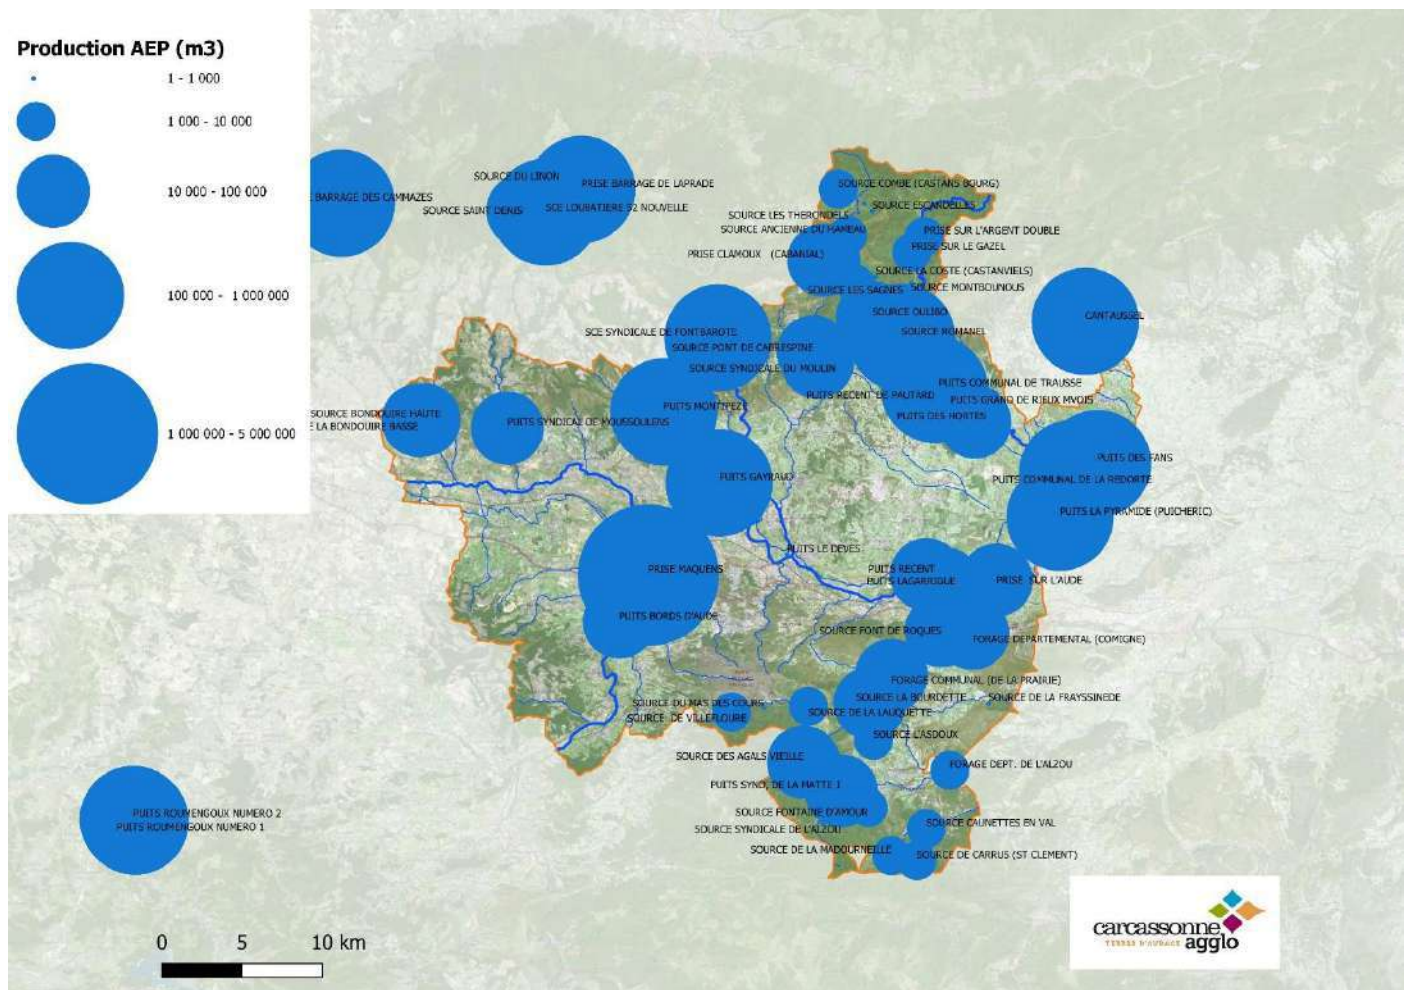 Production AEP (m3)
1 - 1 000
1 000 - 10 000
10 000 - 100 000
100 000 - 1 000 000
1 000 000 - 5 000 000
SOURCE DU LINON
PRISE BARRAGE DE LAPRADE
BARRAGE DES CAMMAZES
SCE LOUBATIERE S2 NOUVELLE
SOURCE SAINT DENIS
SOURCE COMBE (CASTANS BOURG)
SOURCE ESCANDELLES
SOURCE LES THERONDELS
SOURCE ANCIENNE DU HAMEAU
PRISE SUR L'ARGENT DOUBLE
PRISE SUR LE GAZEL
PRISE CLAMOUX (CABANIAL)
SOURCE LA COSTE (CASTANVIELS)
SOURCE LES SAGNES
SOURCE MONTBOUNOUS
SOURCE OULIBO
CANTAUSSEL
SCE SYNDICALE DE FONTBAROTE
SOURCE ROMANEL
SOURCE PONT DE CABRESPINE
SOURCE SYNDICALE DU MOULIN
PUITS COMMUNAL DE TRAUSSE
PUITS RECENT LE PAUTARD
PUITS GRAND DE RIEUX MVOIS
PUITS MONTIPEZE
SOURCE BONDOUIRE HAUTE
PUITS DES HORTES
PUITS SYNDICAL DE MOUSSOULENS
LA BONDOUIRE BASSE
PUITS DES FANS
PUITS GAYRAUD
PUITS COMMUNAL DE LA REDORTE
PUITS LA PYRAMIDE (PUICHERIC)
PUITS LE DEVES
PRISE MAQUENS
PUITS RECENT
PUITS LAGARRIGUE
PRISE SUR L'AUDE
PUITS BORDS D'AUDE
SOURCE FONT DE ROQUES
FORAGE DEPARTEMENTAL (COMIGNE)
FORAGE COMMUNAL (DE LA PRAIRIE)
SOURCE LA BOURDETTE
SOURCE DE LA FRAYSSINEDE
SOURCE DU MAS DES COURS
SOURCE DE LA LAUQUETTE
SOURCE DE VILLEFLOURE
SOURCE L'ASDOUX
SOURCE DES AGALS VIEILLE
FORAGE DEPT. DE L'ALZOU
PUITS SYND. DE LA MATTE I
SOURCE FONTAINE D'AMOUR
SOURCE CAUNETTES EN VAL
SOURCE SYNDICALE DE L'ALZOU
SOURCE DE LA MADOURNEILLE
SOURCE DE CARRUS (ST CLEMENT)
PUITS ROUMENGOUX NUMERO 2
PUITS ROUMENGOUX NUMERO 1
0 5 10 km
carcassonne
agglo